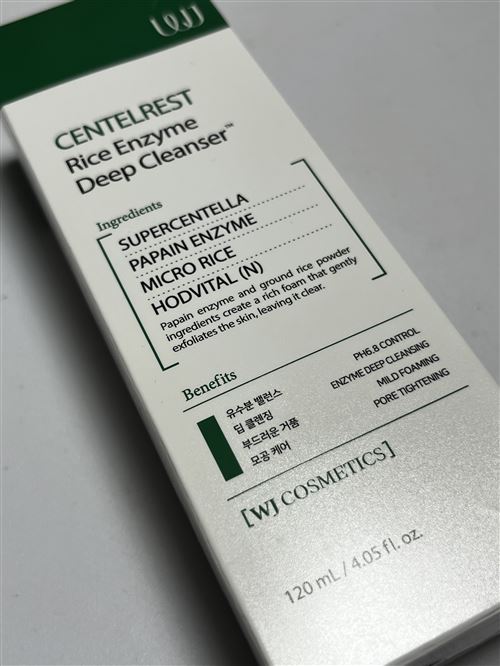 WJ
CENTELREST
Rice Enzyme
Deep Cleanser™
Ingredients
SUPERCENTELLA
PAPAIN ENZYME
MICRO RICE
HODVITAL (N)
Papain enzyme and ground rice powder
ingredients create a rich foam that gently
exfoliates the skin, leaving it clear.
Benefits
유수분 밸런스 PH6.8 CONTROL
딥 클렌징 ENZYME DEEP CLEANSING
부드러운 거품 MILD FOAMING
모공 케어 PORE TIGHTENING
[WJ COSMETICS]
120 mL / 4.05 fl. oz.